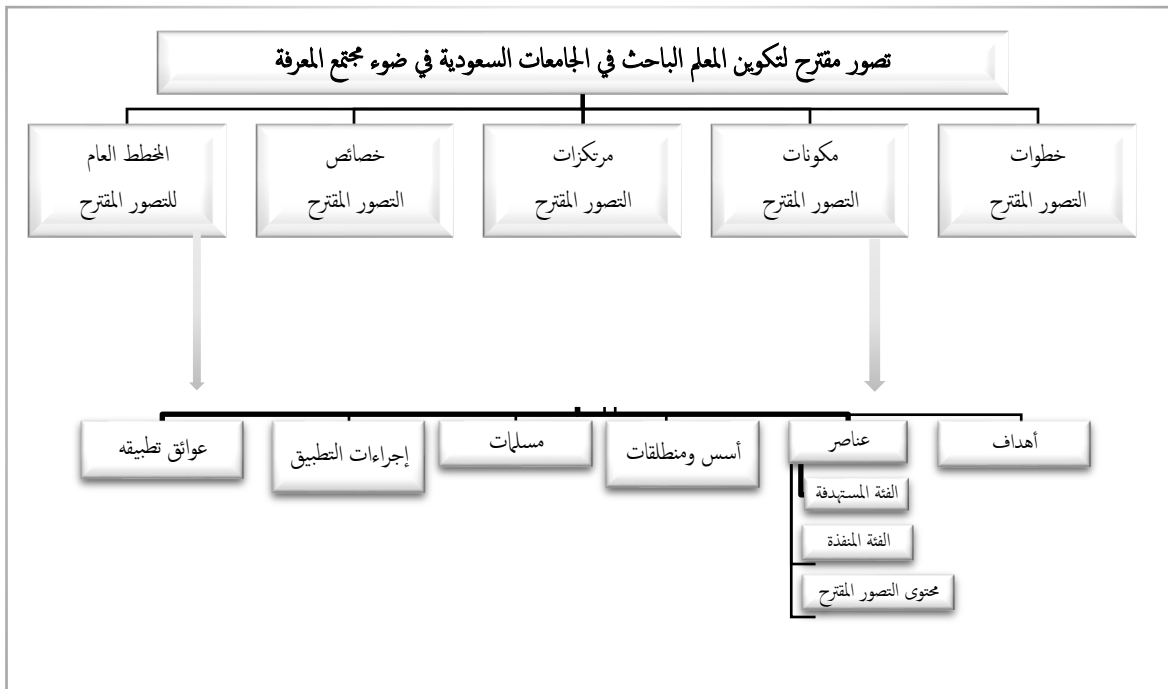 تصور مقترح لتكوين المعلم الباحث في الجامعات السعودية في ضوء مجتمع المعرفة
خطوات
التصور المقترح
مكونات
التصور المقترح
مرتكزات
التصور المقترح
خصائص
التصور المقترح
المخطط العام
للتصور المقترح
أهداف
عناصر
أسس ومنطلقات
مسلمات
إجراءات التطبيق
عوائق تطبيقه
الفئة المستهدفة
الفئة المنفذة
محتوى التصور المقترح